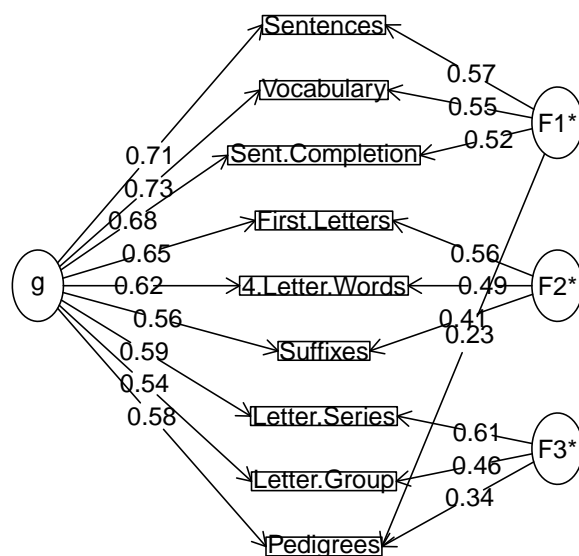 Sentences
0.57
Vocabulary
F1*
0.55
0.71
Sent.Completion
0.52
0.73
0.68
First.Letters
0.65
0.56
g
0.62
4.Letter.Words
0.49
F2*
0.56
0.41
0.23
Suffixes
0.59
0.54
Letter.Series
0.58
0.61
F3*
Letter.Group
0.46
0.34
Pedigrees